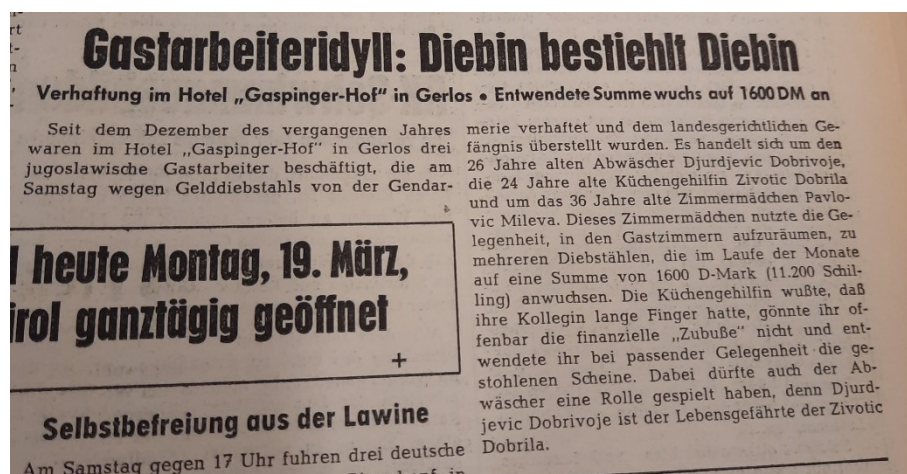 rt
n
Gastarbeiteridyll: Diebin bestiehlt Diebin
Verhaftung im Hotel „Gaspinger-Hof" in Gerlos • Entwendete Summe wuchs auf 1600 DM an
Seit dem Dezember des vergangenen Jahres
waren im Hotel „Gaspinger-Hof" in Gerlos drei
jugoslawische Gastarbeiter beschäftigt, die am
Samstag wegen Gelddiebstahls von der Gendar-
merie verhaftet und dem landesgerichtlichen Ge-
fängnis überstellt wurden. Es handelt sich um den
26 Jahre alten Abwäscher Djurdjevic Dobrivoje,
die 24 Jahre alte Küchengehilfin Zivotic Dobrila
und um das 36 Jahre alte Zimmermädchen Pavlo-
vic Mileva. Dieses Zimmermädchen nutzte die Ge-
legenheit, in den Gastzimmern aufzuräumen, zu
mehreren Diebstählen, die im Laufe der Monate
auf eine Summe von 1600 D-Mark (11.200 Schil-
ling) anwuchsen. Die Küchengehilfin wußte, daß
ihre Kollegin lange Finger hatte, gönnte ihr of-
fenbar die finanzielle „Zubuße" nicht und ent-
wendete ihr bei passender Gelegenheit die ge-
stohlenen Scheine. Dabei dürfte auch der Ab-
wäscher eine Rolle gespielt haben, denn Djurd-
jevic Dobrivoje ist der Lebensgefährte der Zivotic
Dobrila.
heute Montag, 19. März,
irol ganztägig geöffnet
+
Selbstbefreiung aus der Lawine
Am Samstag gegen 17 Uhr fuhren drei deutsche